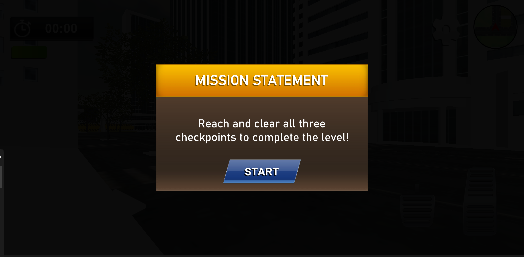 00:00
MISSION STATEMENT
Reach and clear all three
checkpoints to complete the level!
START